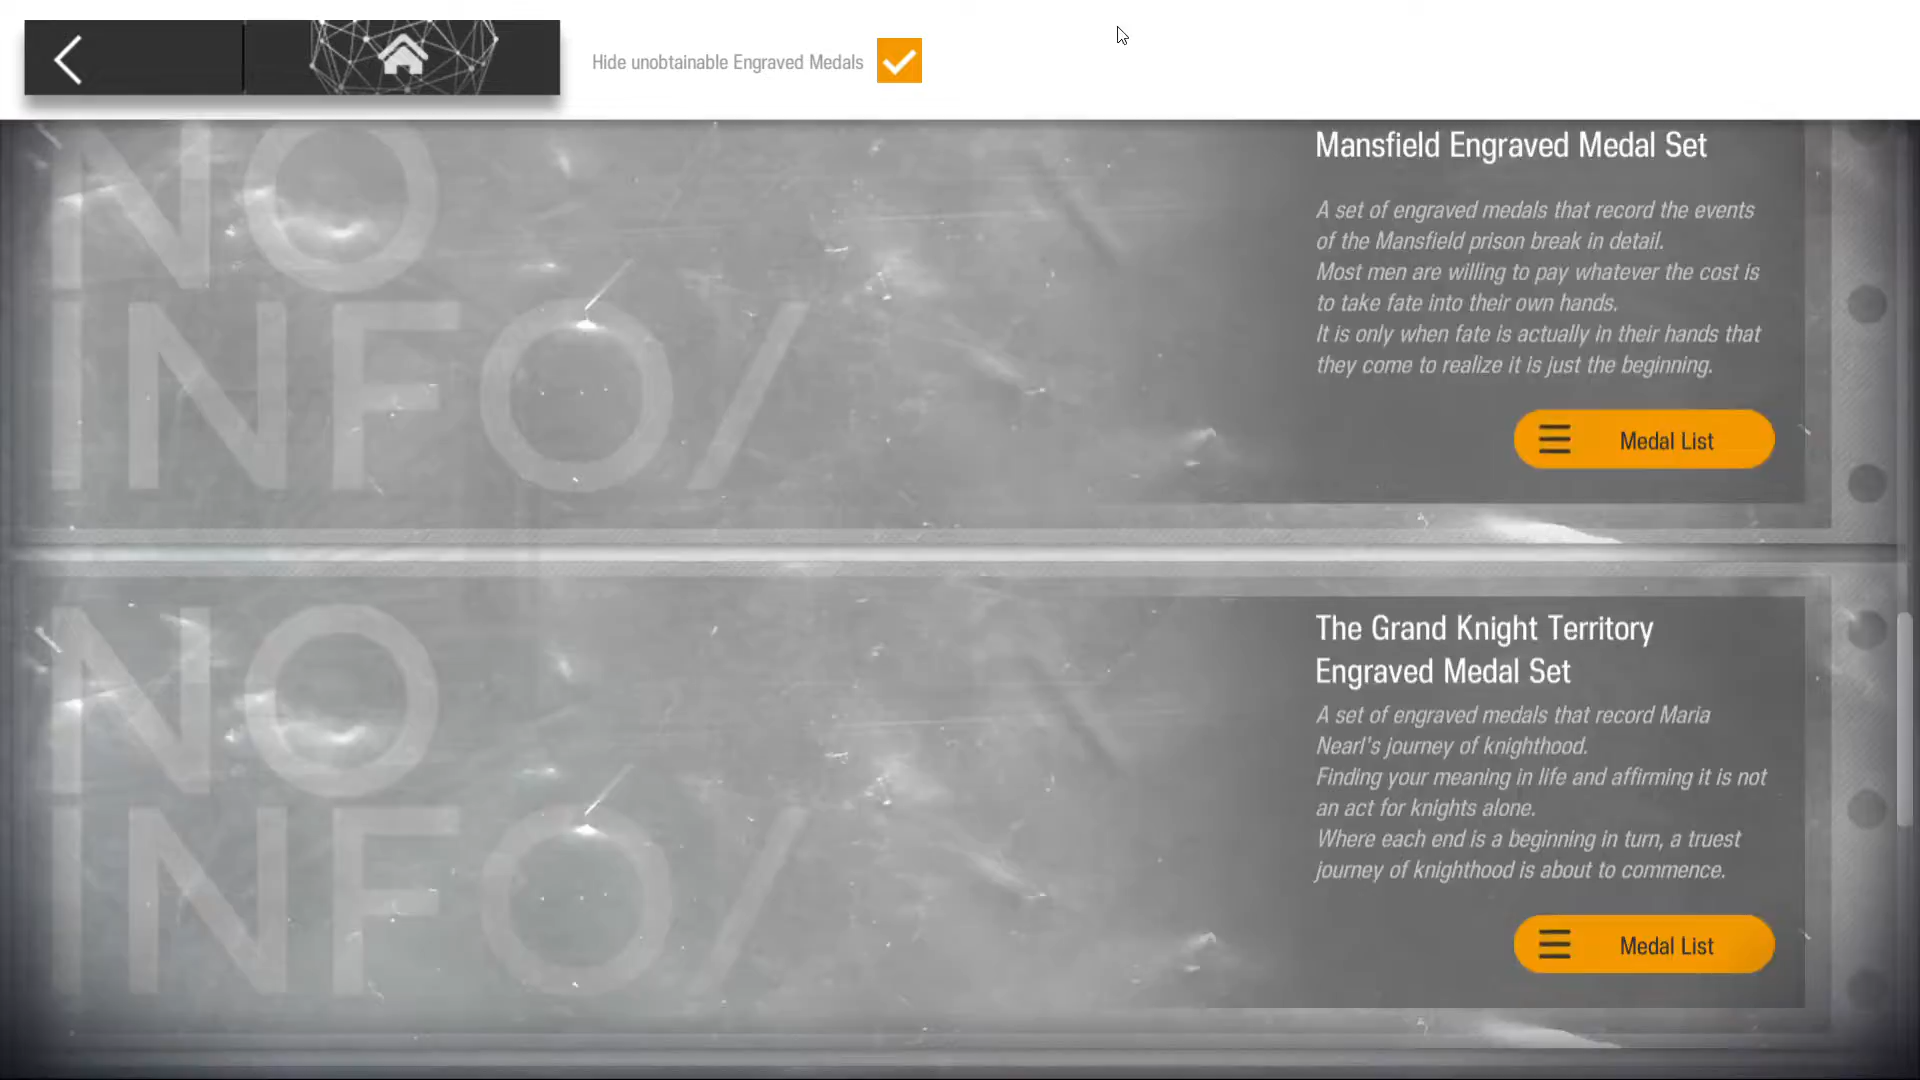 Hide unobtainable Engraved Medals
NO
INFO/
Mansfield Engraved Medal Set
A set of engraved medals that record the events
of the Mansfield prison break in detail.
Most men are willing to pay whatever the cost is
to take fate into their own hands.
It is only when fate is actually in their hands that
they come to realize it is just the beginning.
Medal List
NO
INFO/
The Grand Knight Territory
Engraved Medal Set
A set of engraved medals that record Maria
Nearl's journey of knighthood.
Finding your meaning in life and affirming it is not
an act for knights alone.
Where each end is a beginning in turn, a truest
journey of knighthood is about to commence.
Medal List